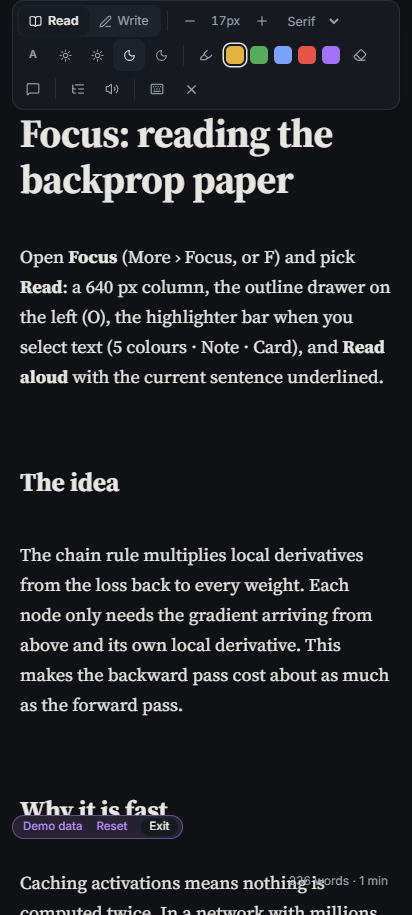 Read Write 17px Serif
A
Focus: reading the
backprop paper
Open Focus (More › Focus, or F) and pick
Read: a 640 px column, the outline drawer on
the left (O), the highlighter bar when you
select text (5 colours · Note · Card), and Read
aloud with the current sentence underlined.
The idea
The chain rule multiplies local derivatives
from the loss back to every weight. Each
node only needs the gradient arriving from
above and its own local derivative. This
makes the backward pass cost about as much
as the forward pass.
Why it is fast
Demo data Reset Exit
Caching activations means nothing is
words · 1 min
computed twice. In a network with millions